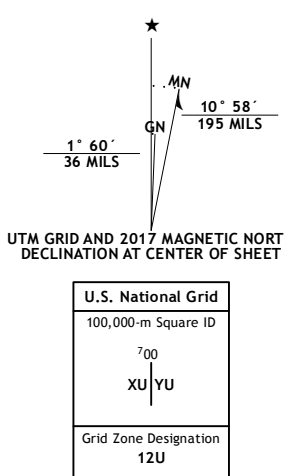 ★
MN
GN
10° 58´
195 MILS
1° 60´
36 MILS
UTM GRID AND 2017 MAGNETIC NORT
DECLINATION AT CENTER OF SHEET
U.S. National Grid
100,000-m Square ID
⁷00
XU YU
Grid Zone Designation
12U